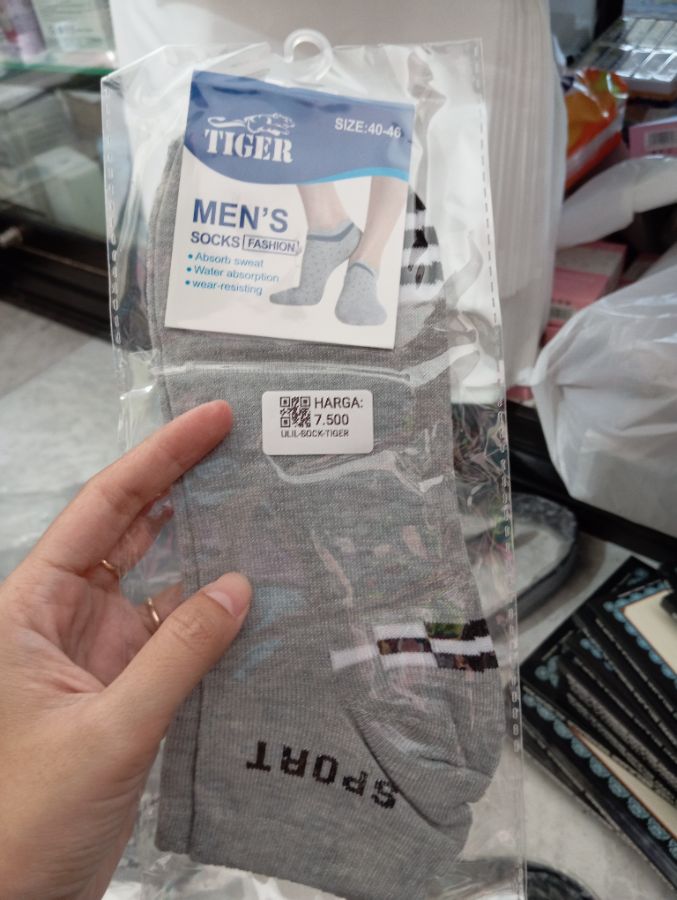 TIGER
SIZE:40-46
MEN'S
SOCKS FASHION
• Absorb sweat
• Water absorption
• wear-resisting
HARGA:
7.500
ULIL-SOCK-TIGER
SPORT